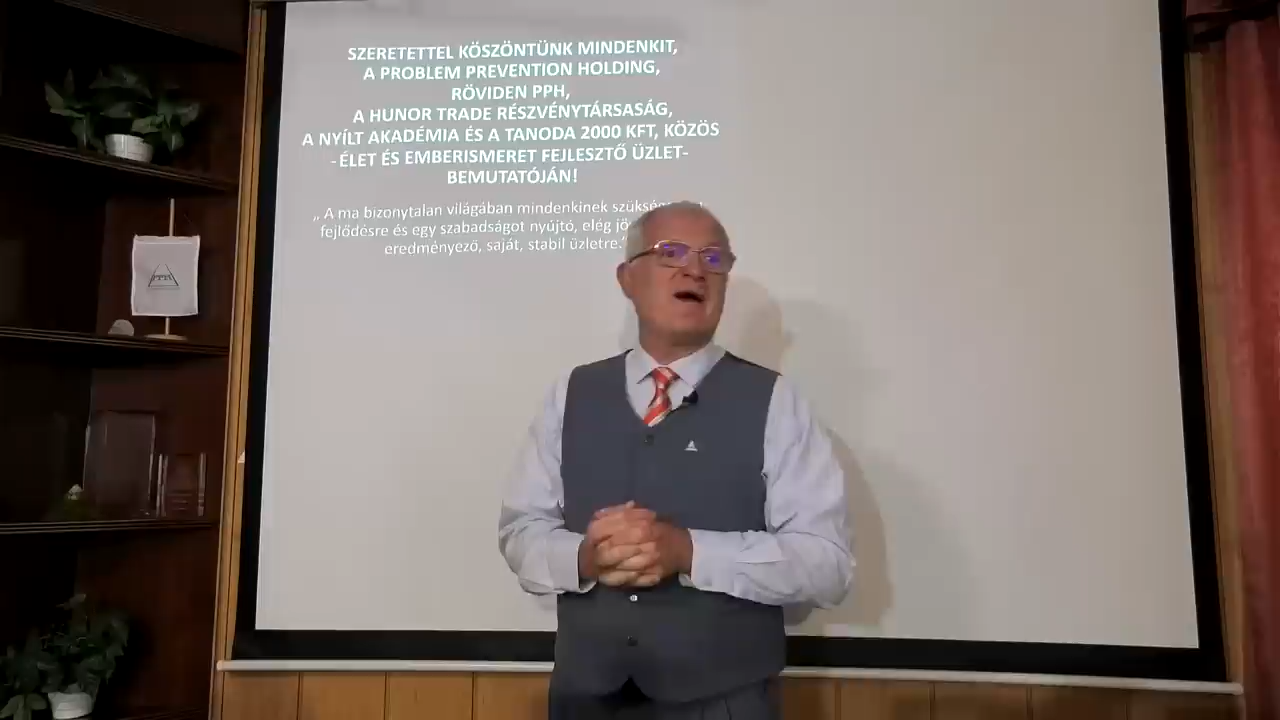 SZERETETTEL KÖSZÖNTÜNK MINDENKIT,
A PROBLEM PREVENTION HOLDING,
RÖVIDEN PPH,
A HUNOR TRADE RÉSZVÉNYTÁRSASÁG,
A NYÍLT AKADÉMIA ÉS A TANODA 2000 KFT, KÖZÖS
-ÉLET ÉS EMBERISMERET FEJLESZTŐ ÜZLET-
BEMUTATÓJÁN!
„ A ma bizonytalan világában mindenkinek
fejlődésre és egy szabadságot nyújtó, elég
eredményező, saját, stabil üzletre.